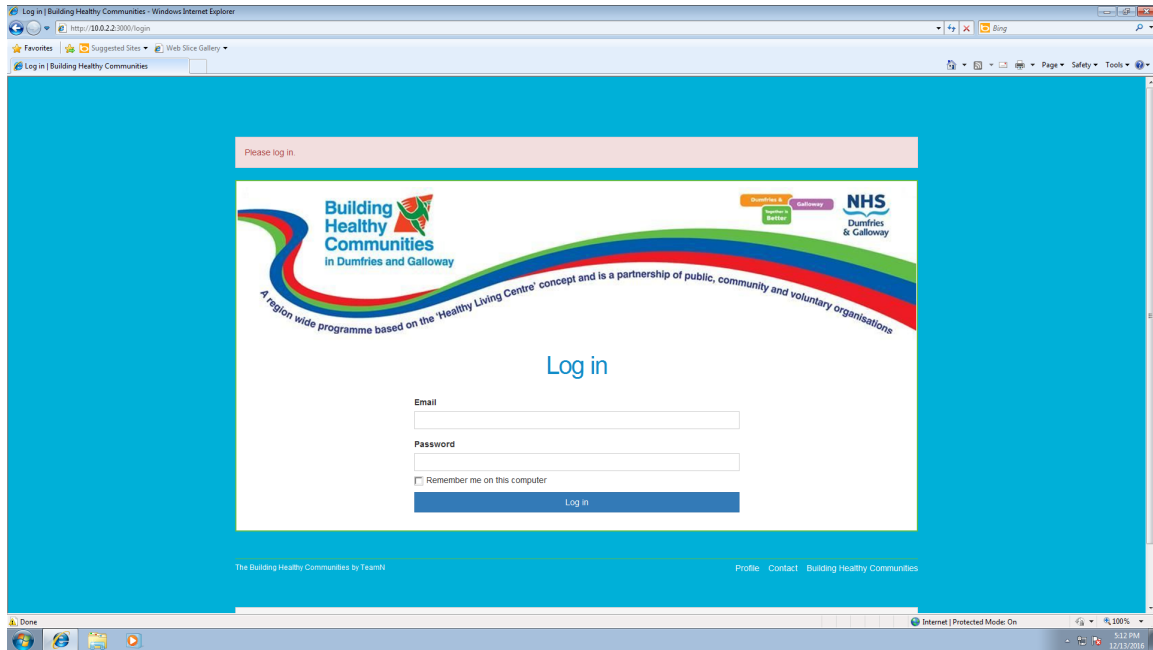 Log in | Building Healthy Communities - Windows Internet Explorer
http://10.0.2.2:3000/login
Bing
Favorites
Suggested Sites
Web Slice Gallery
Log in | Building Healthy Communities
Page
Safety
Tools
Please log in.
Building
Healthy
Communities
in Dumfries and Galloway
Dumfries &
Galloway
Together is
Better
NHS
Dumfries
& Galloway
A region wide programme based on the 'Healthy Living Centre' concept and is a partnership of public, community and voluntary organisations
Log in
Email
Password
Remember me on this computer
Log in
The Building Healthy Communities by TeamN
Profile Contact Building Healthy Communities
Done
Internet | Protected Mode: On
100%
5:12 PM
12/13/2016